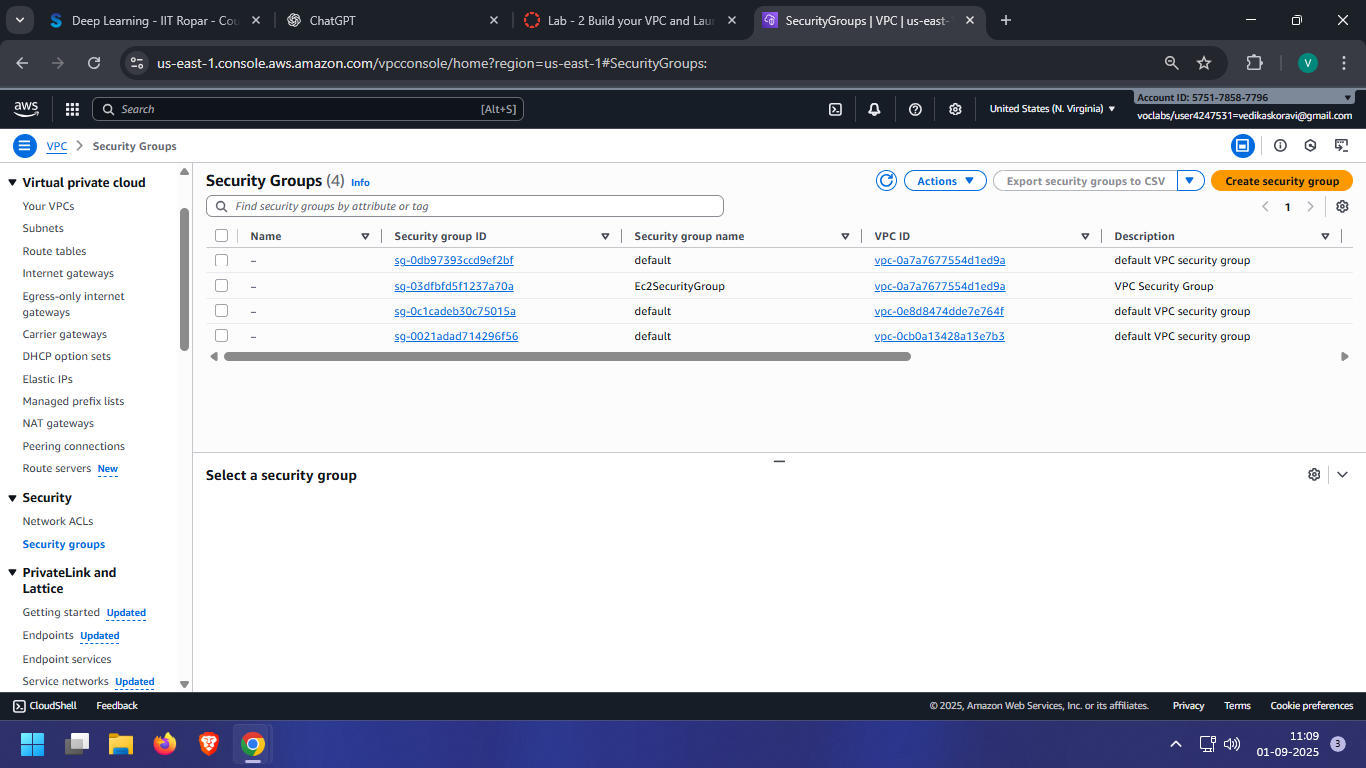 Deep Learning - IIT Ropar - Cou
ChatGPT
Lab - 2 Build your VPC and Lau
SecurityGroups | VPC | us-east-
us-east-1.console.aws.amazon.com/vpcconsole/home?region=us-east-1#SecurityGroups:
V
aws
Search
[Alt+S]
United States (N. Virginia)
Account ID: 5751-7858-7796
voclabs/user4247531=vedikaskoravi@gmail.com
VPC
Security Groups
Virtual private cloud
Your VPCs
Subnets
Route tables
Internet gateways
Egress-only internet
gateways
Carrier gateways
DHCP option sets
Elastic IPs
Managed prefix lists
NAT gateways
Peering connections
Route servers New
Security
Network ACLs
Security groups
PrivateLink and
Lattice
Getting started Updated
Endpoints Updated
Endpoint services
Service networks Updated
Security Groups (4) Info
Actions
Export security groups to CSV
Create security group
Find security groups by attribute or tag
1
Name Security group ID Security group name VPC ID Description
– sg-0db97393ccd9ef2bf default vpc-0a7a7677554d1ed9a default VPC security group
– sg-03dfbfd5f1237a70a Ec2SecurityGroup vpc-0a7a7677554d1ed9a VPC Security Group
– sg-0c1cadeb30c75015a default vpc-0e8d8474dde7e764f default VPC security group
– sg-0021adad714296f56 default vpc-0cb0a13428a13e7b3 default VPC security group
Select a security group
CloudShell
Feedback
© 2025, Amazon Web Services, Inc. or its affiliates.
Privacy
Terms
Cookie preferences
11:09
01-09-2025
3